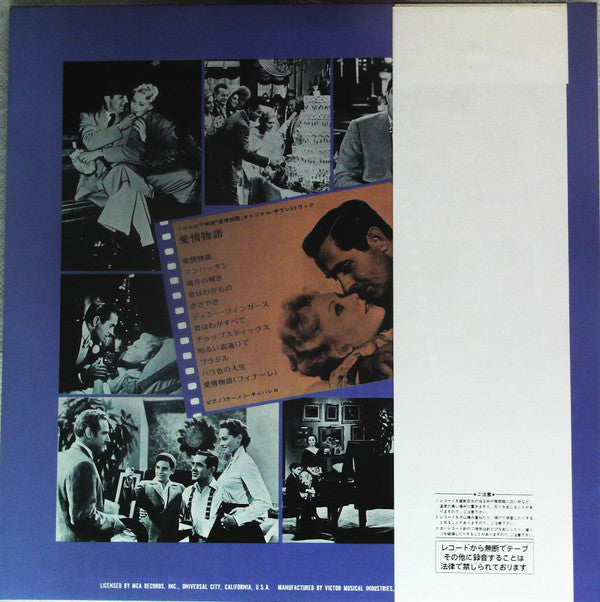 コロムビア映画「愛情物語」オリジナル・サウンドトラック
愛情物語
愛情物語
マンハッタン
満月の輝き
君はわがもの
ささやき
ディジー・フィンガース
君はわがすべて
チョップスティックス
明るい表通りで
ブラジル
バラ色の人生
愛情物語(フィナーレ)
ピアノ:カーメン・キャバレロ
ご注意
レコードから無断でテープ
その他に録音することは
法律で禁じられております.
LICENSED BY MCA RECORDS, INC., UNIVERSAL CITY, CALIFORNIA, U.S.A. MANUFACTURED BY VICTOR MUSICAL INDUSTRIES,